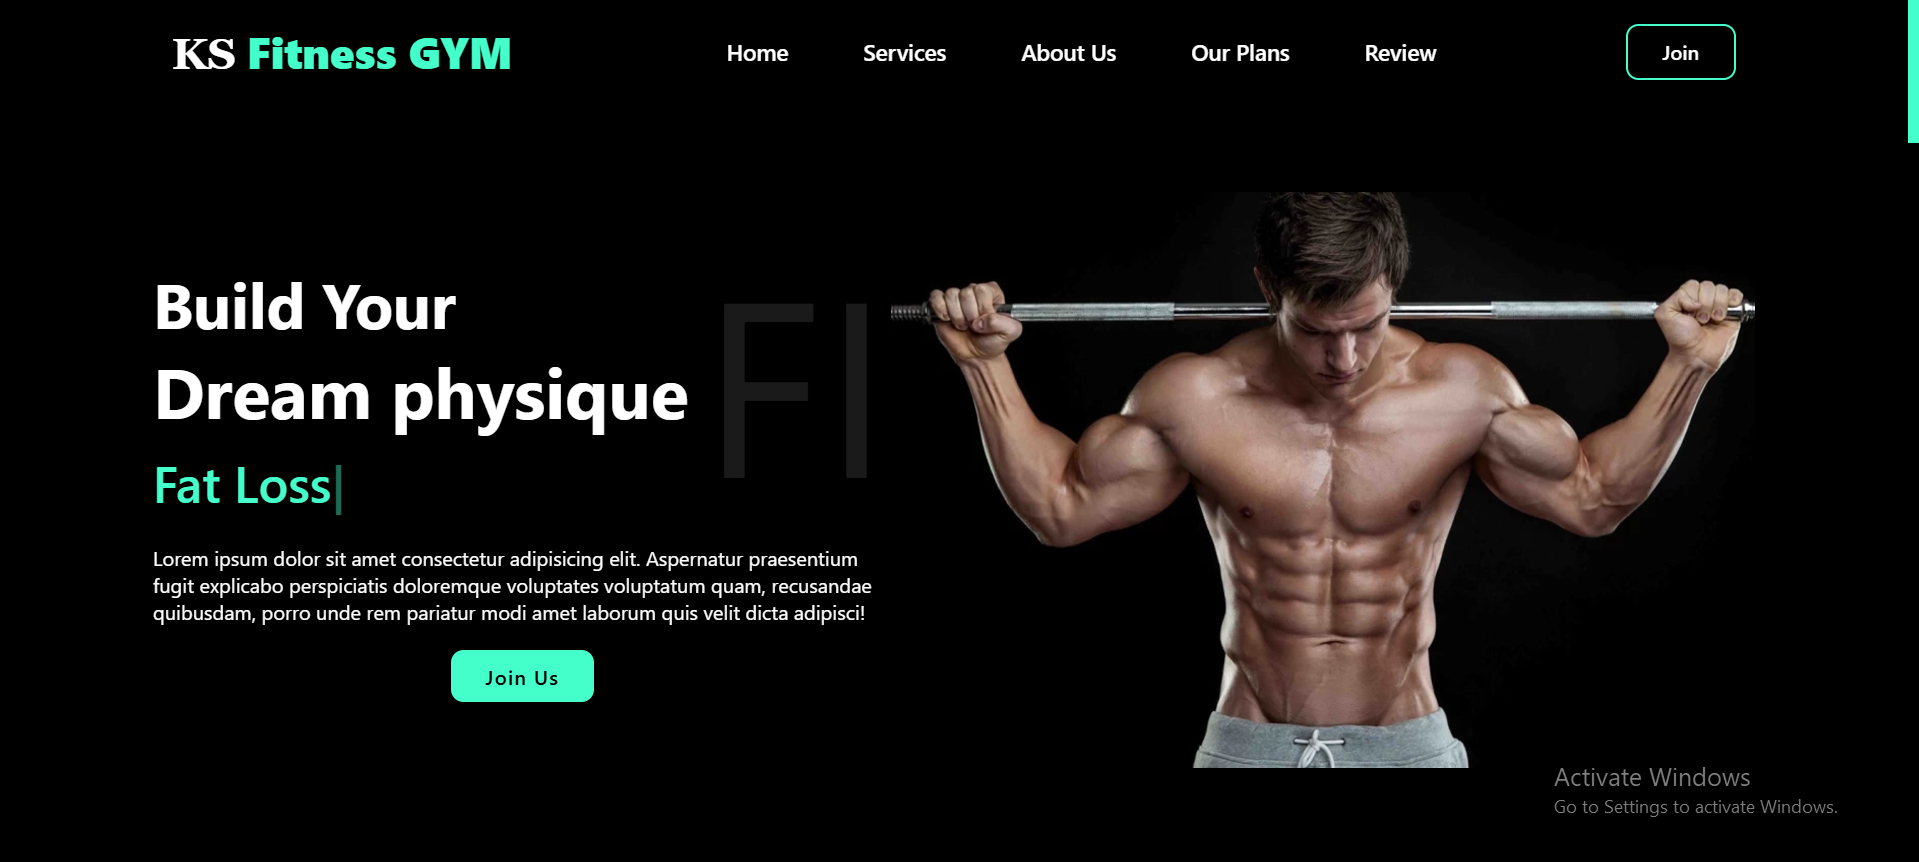 KS Fitness GYM
Home
Services
About Us
Our Plans
Review
Join
Build Your
Dream physique
FI
Fat Loss
Lorem ipsum dolor sit amet consectetur adipisicing elit. Aspernatur praesentium
fugit explicabo perspiciatis doloremque voluptates voluptatum quam, recusandae
quibusdam, porro unde rem pariatur modi amet laborum quis velit dicta adipisci!
Join Us
Activate Windows
Go to Settings to activate Windows.